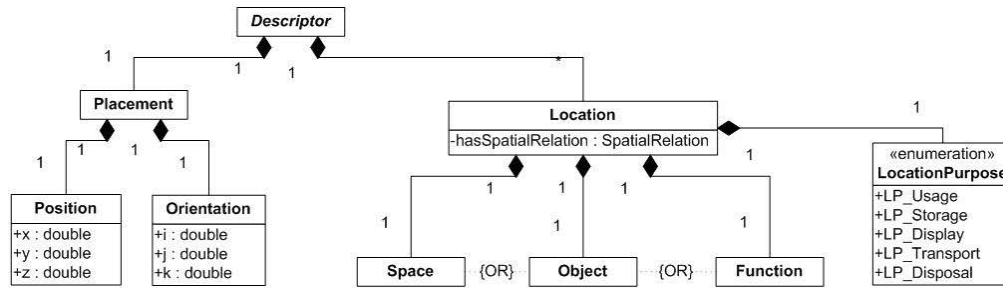 Descriptor
1
1
1
*
Placement
Location
-hasSpatialRelation : SpatialRelation
1
1
1
1
1
1
«enumeration»
LocationPurpose
+LP_Usage
+LP_Storage
+LP_Display
+LP_Transport
+LP_Disposal
Position
+x : double
+y : double
+z : double
Orientation
+i : double
+j : double
+k : double
1
1
1
1
1
1
Space
{OR}
Object
{OR}
Function